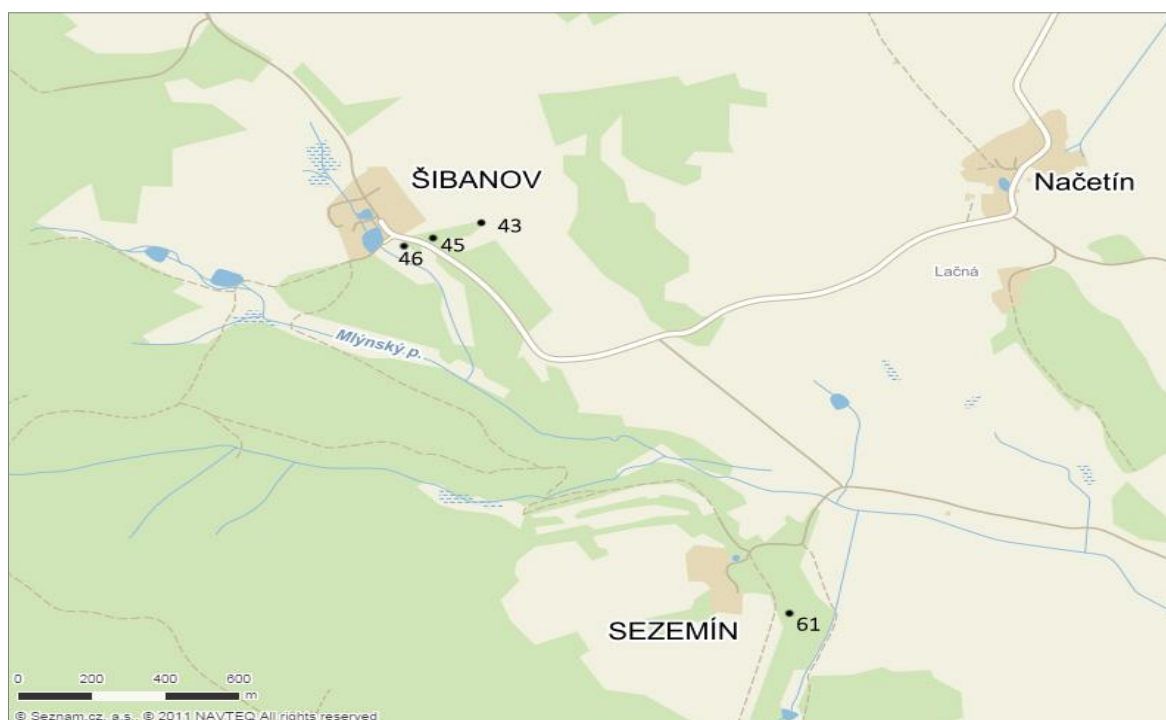 ŠIBANOV
Načetín
43
45
46
Lačná
Mlýnský p.
SEZEMÍN
61
0 200 400 600
m
© Seznam.cz, a.s., © 2011 NAVTEQ All rights reserved